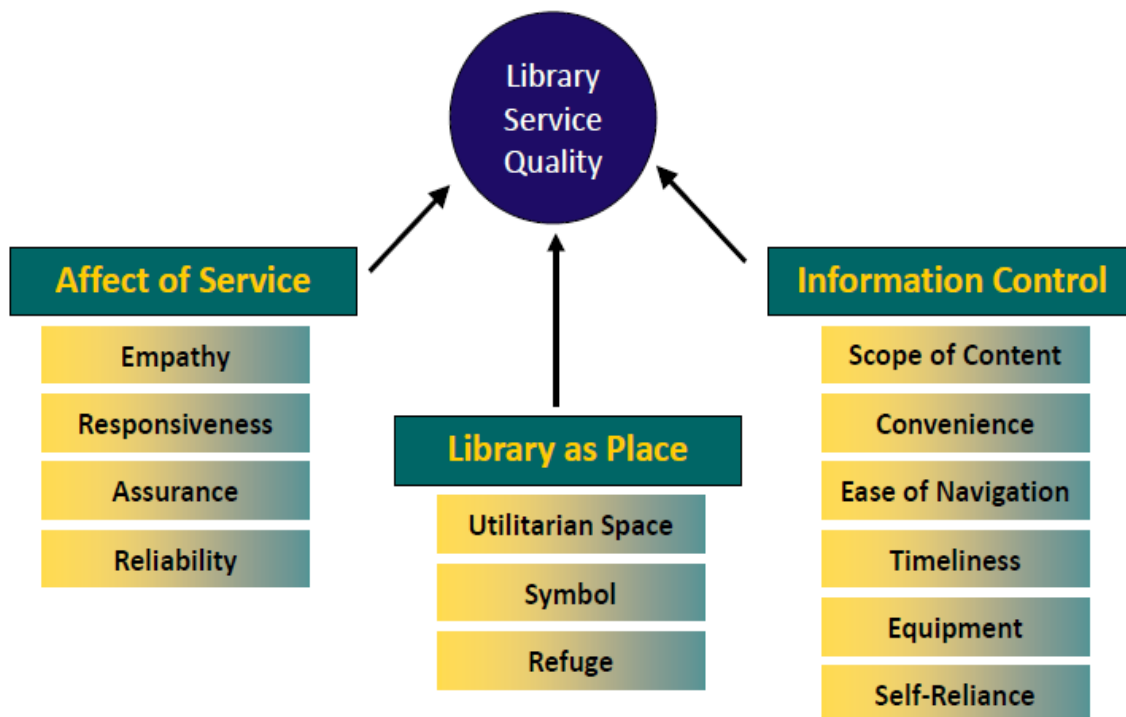 Library
Service
Quality
Affect of Service
Empathy
Responsiveness
Assurance
Reliability
Library as Place
Utilitarian Space
Symbol
Refuge
Information Control
Scope of Content
Convenience
Ease of Navigation
Timeliness
Equipment
Self-Reliance